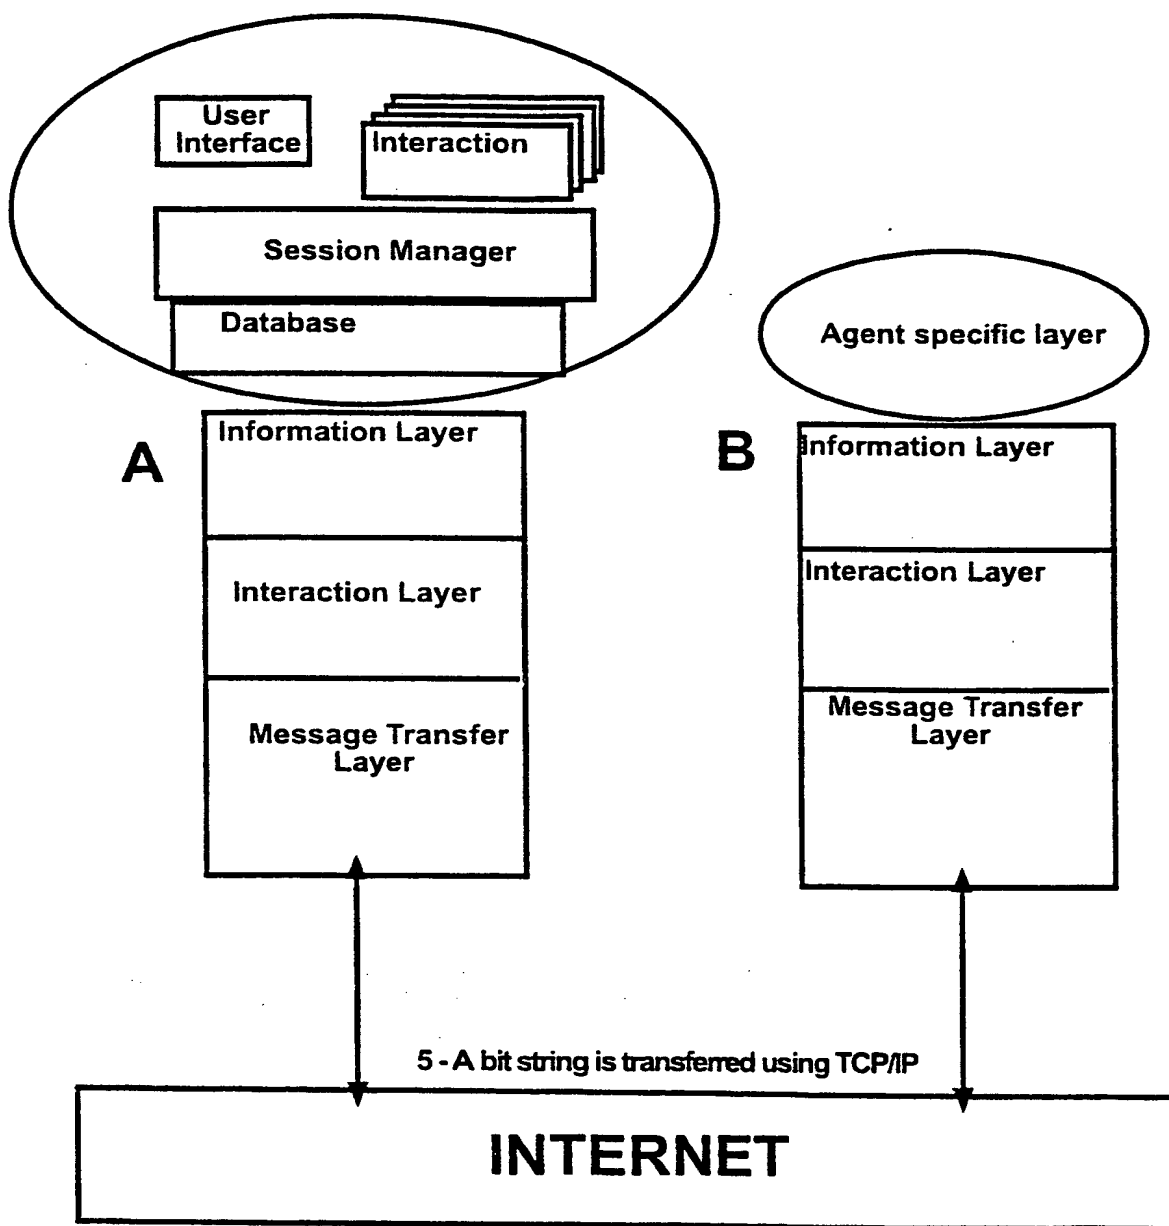 User
Interface
Interaction
Session Manager
Database
Agent specific layer
A
Information Layer
Interaction Layer
Message Transfer
Layer
B
Information Layer
Interaction Layer
Message Transfer
Layer
5 - A bit string is transferred using TCP/IP
INTERNET